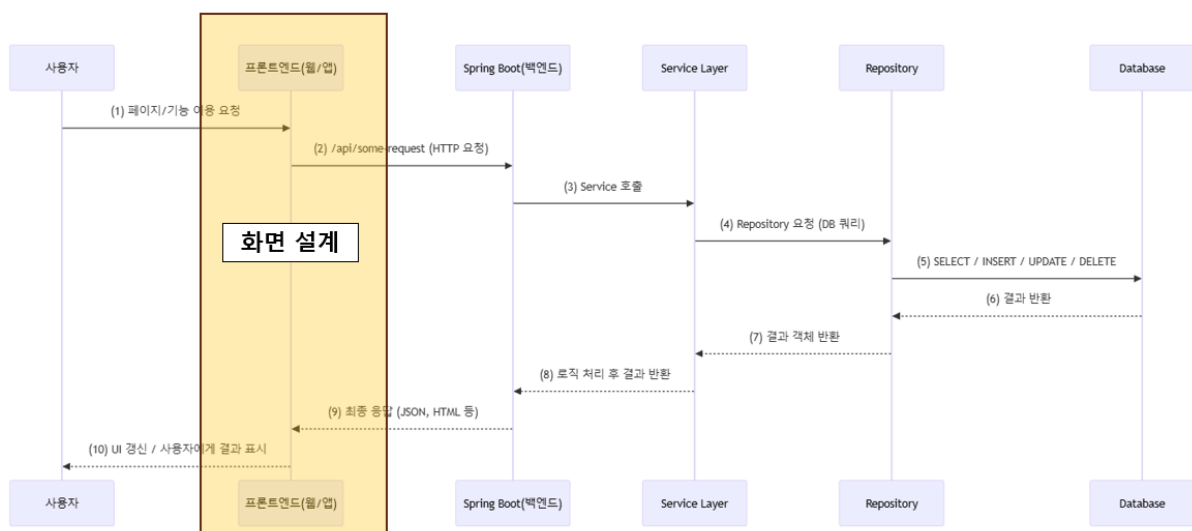 사용자
프론트엔드(웹/앱)
Spring Boot(백엔드)
Service Layer
Repository
Database
(1) 페이지/기능 이용 요청
(2) /api/some-request (HTTP 요청)
(3) Service 호출
화면 설계
(4) Repository 요청 (DB 쿼리)
(5) SELECT / INSERT / UPDATE / DELETE
(6) 결과 반환
(7) 결과 객체 반환
(8) 로직 처리 후 결과 반환
(9) 최종 응답 (JSON, HTML 등)
(10) UI 갱신 / 사용자에게 결과 표시
사용자
프론트엔드(웹/앱)
Spring Boot(백엔드)
Service Layer
Repository
Database